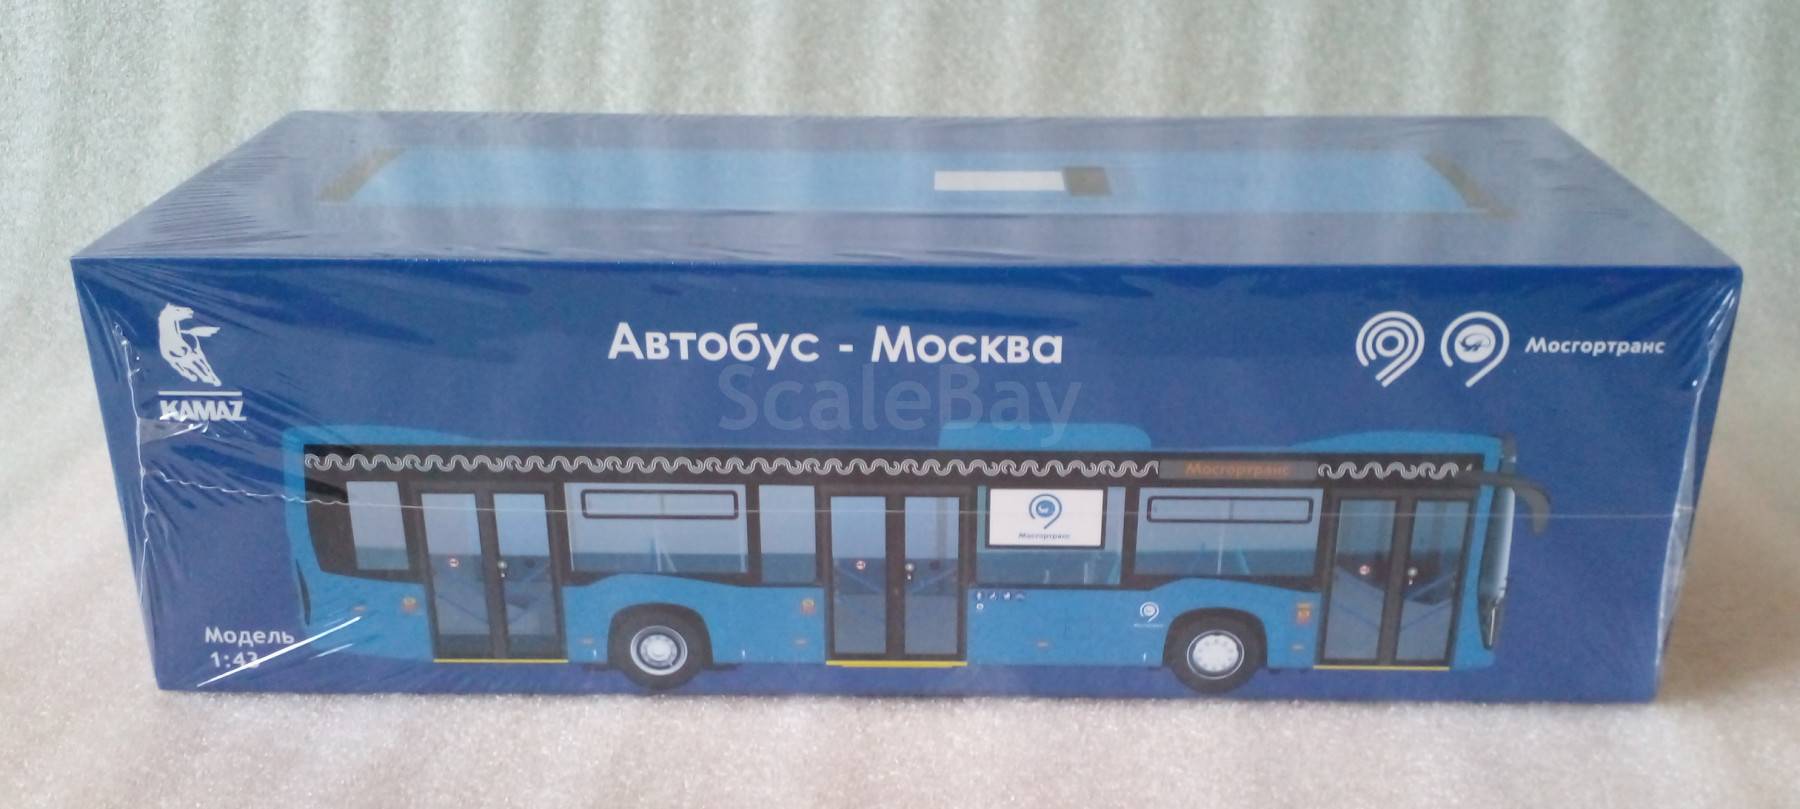 Автобус - Москва
Мосгортранс
KAMAZ
ScaleBay
Мосгортранс
Мосгортранс
Модель
1:43